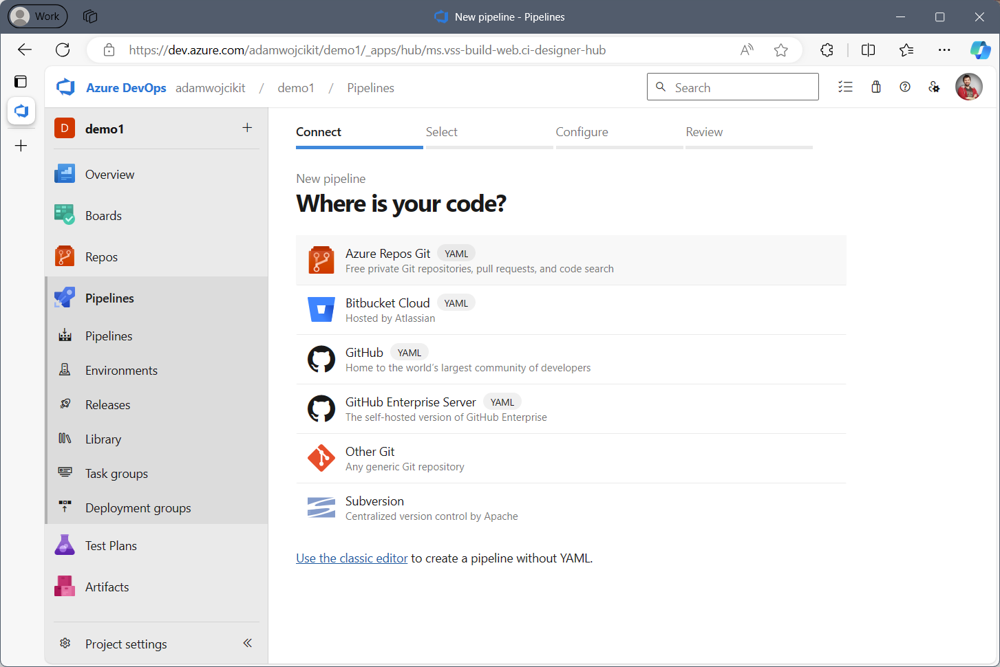 Work
New pipeline - Pipelines
https://dev.azure.com/adamwojcikit/demo1/_apps/hub/ms.vss-build-web.ci-designer-hub
Azure DevOps adamwojcikit / demo1 / Pipelines
Search
D demo1
Overview
Boards
Repos
Pipelines
Pipelines
Environments
Releases
Library
Task groups
Deployment groups
Test Plans
Artifacts
Project settings
Connect Select Configure Review
New pipeline
Where is your code?
Azure Repos Git YAML
Free private Git repositories, pull requests, and code search
Bitbucket Cloud YAML
Hosted by Atlassian
GitHub YAML
Home to the world's largest community of developers
GitHub Enterprise Server YAML
The self-hosted version of GitHub Enterprise
Other Git
Any generic Git repository
Subversion
Centralized version control by Apache
Use the classic editor to create a pipeline without YAML.